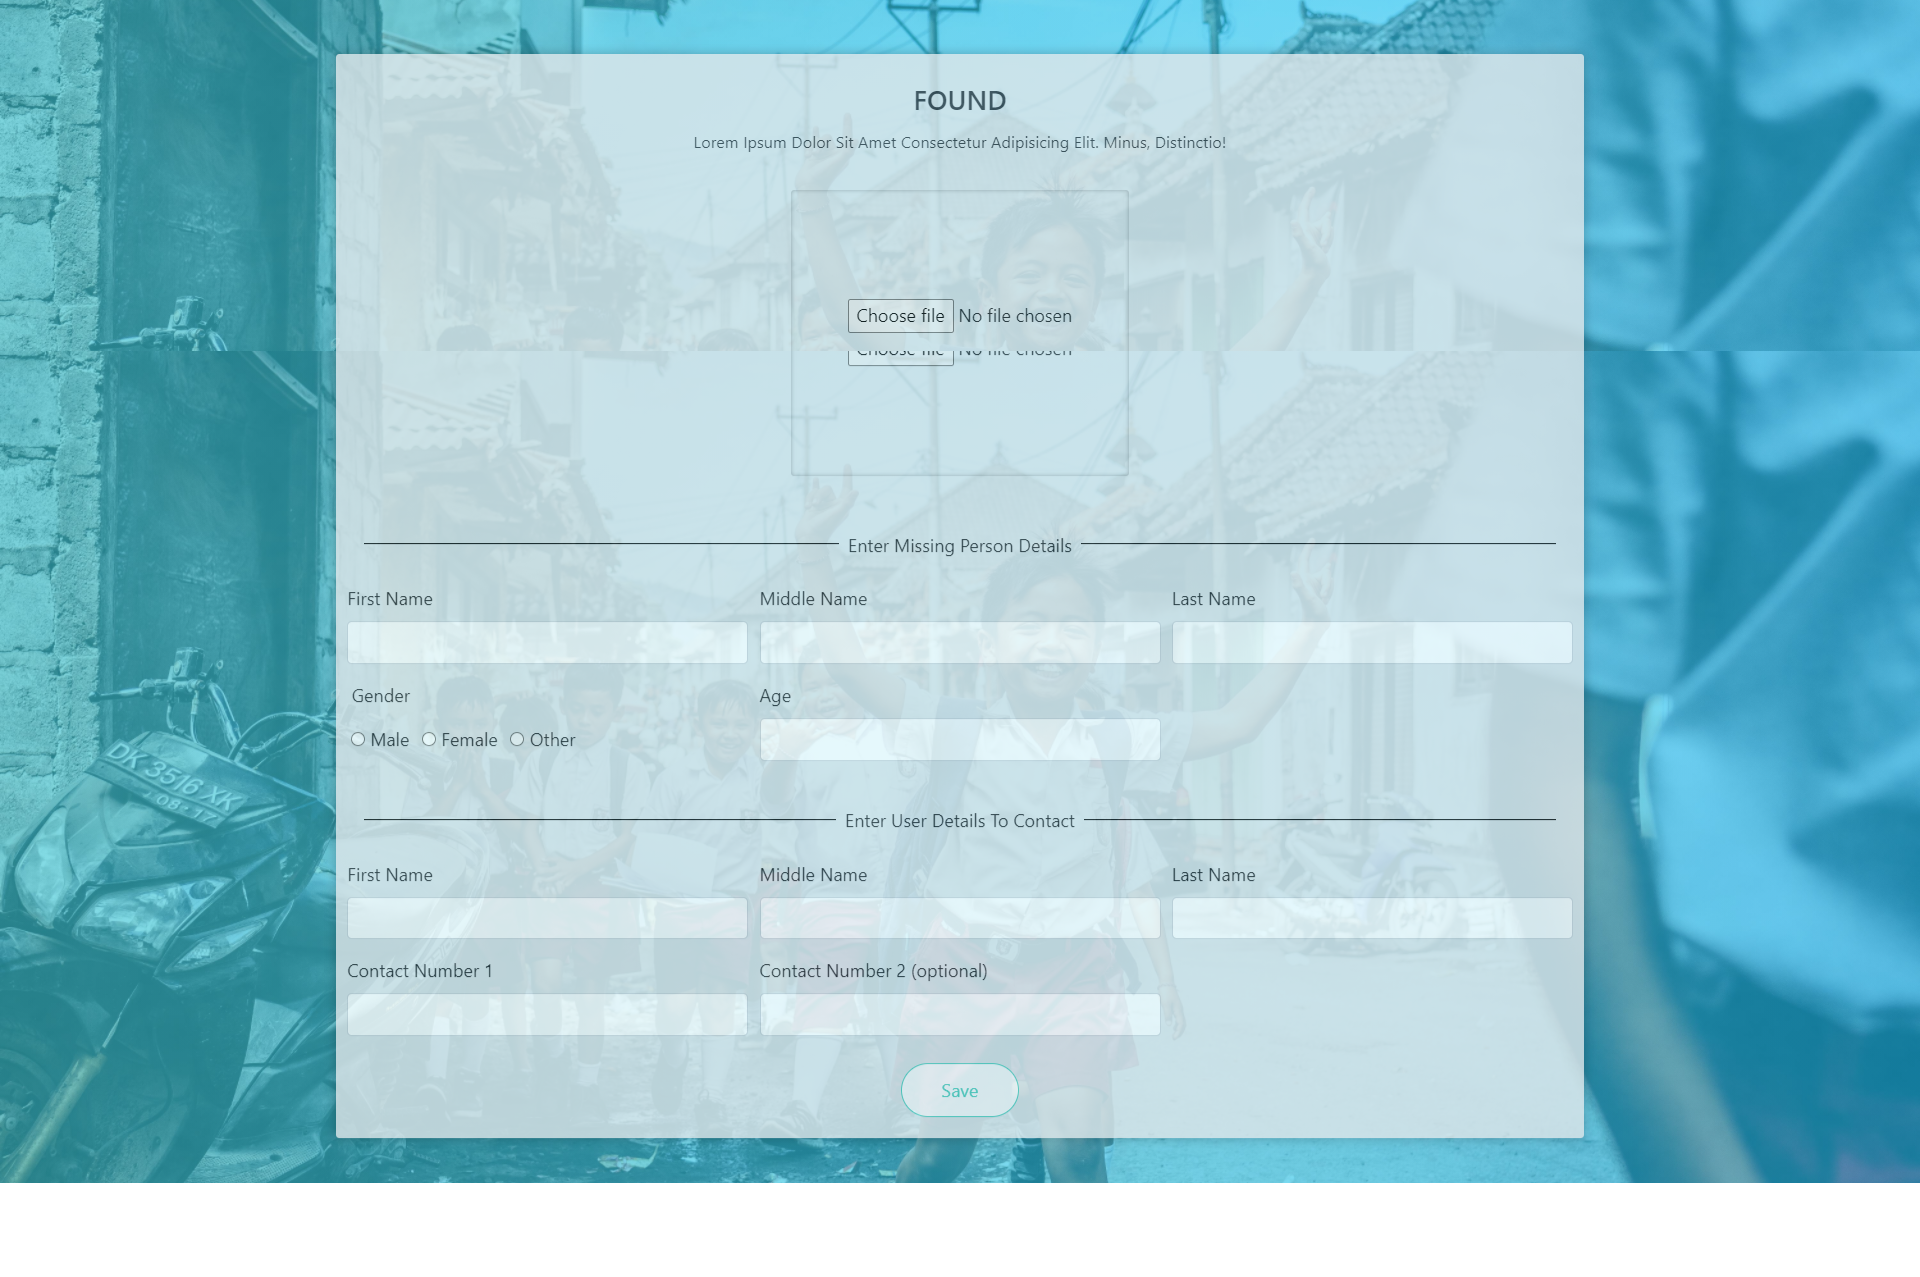 FOUND
Lorem Ipsum Dolor Sit Amet Consectetur Adipisicing Elit. Minus, Distinctio!
Choose file No file chosen
Choose file No file chosen
Enter Missing Person Details
First Name Middle Name Last Name
Gender Age
Male Female Other
DK 3516 XK
Enter User Details To Contact
First Name Middle Name Last Name
Contact Number 1 Contact Number 2 (optional)
Save